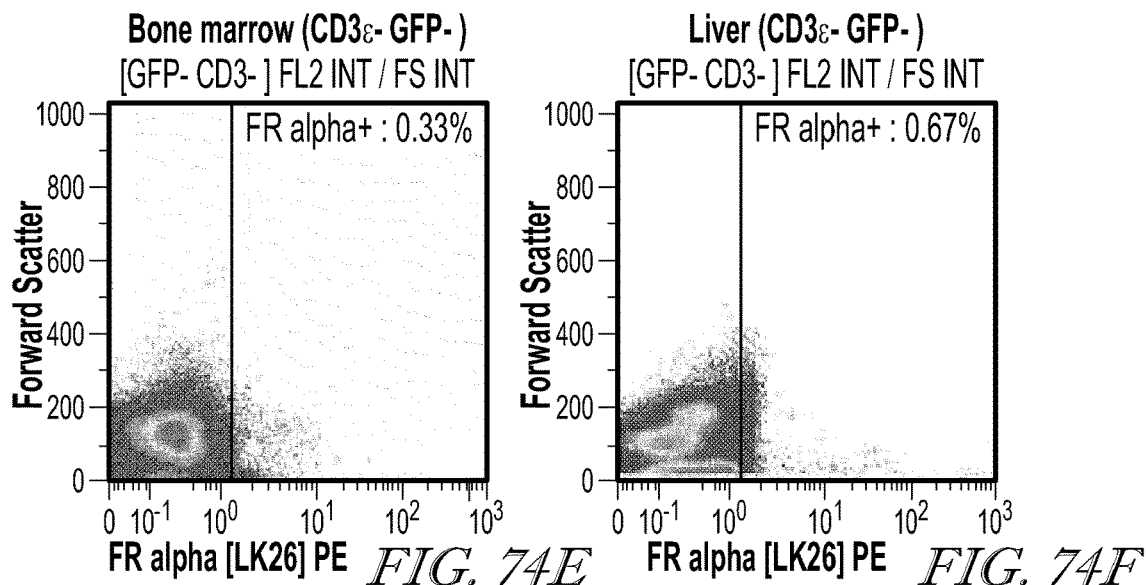 Bone marrow (CD3ε- GFP- )
[GFP- CD3- ] FL2 INT / FS INT
FR alpha+ : 0.33%
Forward Scatter
1000
800
600
400
200
0
0 10⁻¹ 10⁰ 10¹ 10² 10³
FR alpha [LK26] PE
FIG. 74E
Liver (CD3ε- GFP- )
[GFP- CD3- ] FL2 INT / FS INT
FR alpha+ : 0.67%
Forward Scatter
1000
800
600
400
200
0
0 10⁻¹ 10⁰ 10¹ 10² 10³
FR alpha [LK26] PE
FIG. 74F